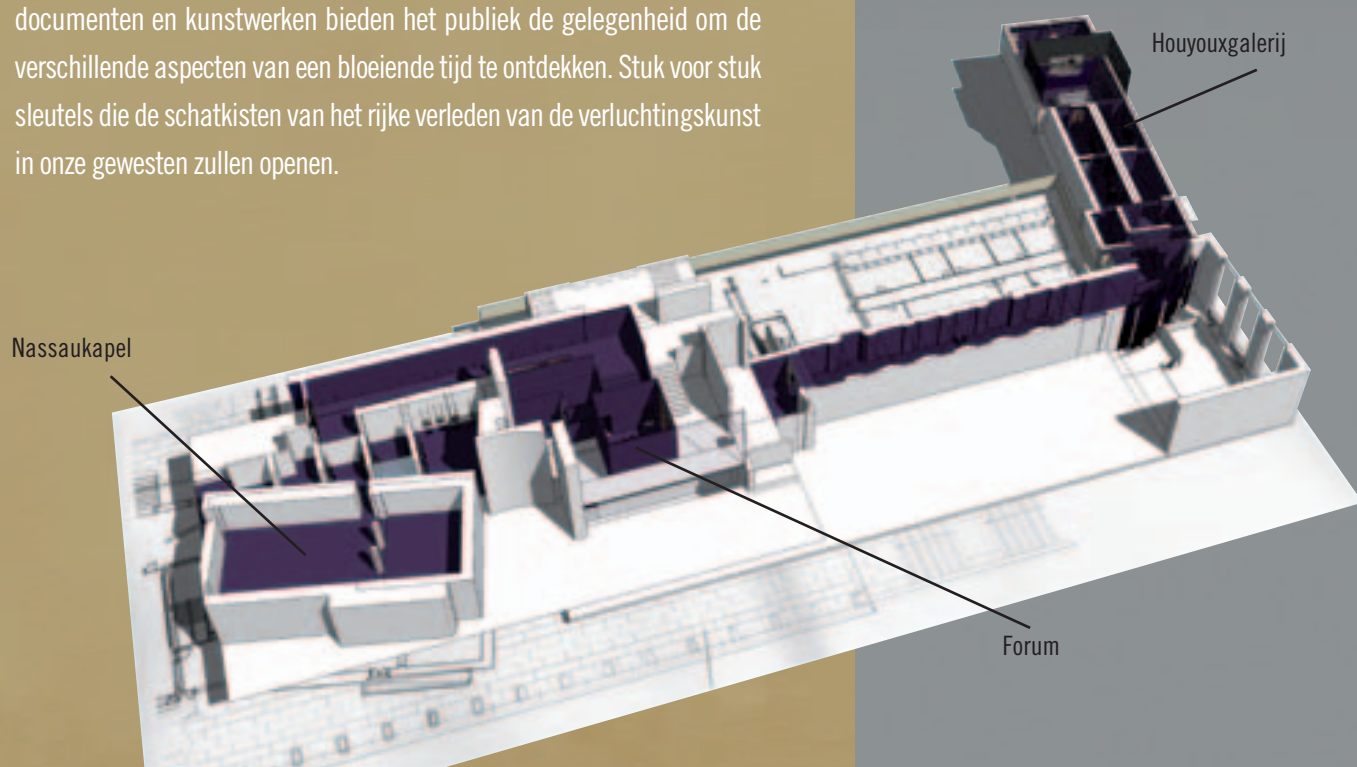 documenten en kunstwerken bieden het publiek de gelegenheid om de
verschillende aspecten van een bloeiende tijd te ontdekken. Stuk voor stuk
sleutels die de schatkisten van het rijke verleden van de verluchtingskunst
in onze gewesten zullen openen.
Houyouxgalerij
Nassaukapel
Forum